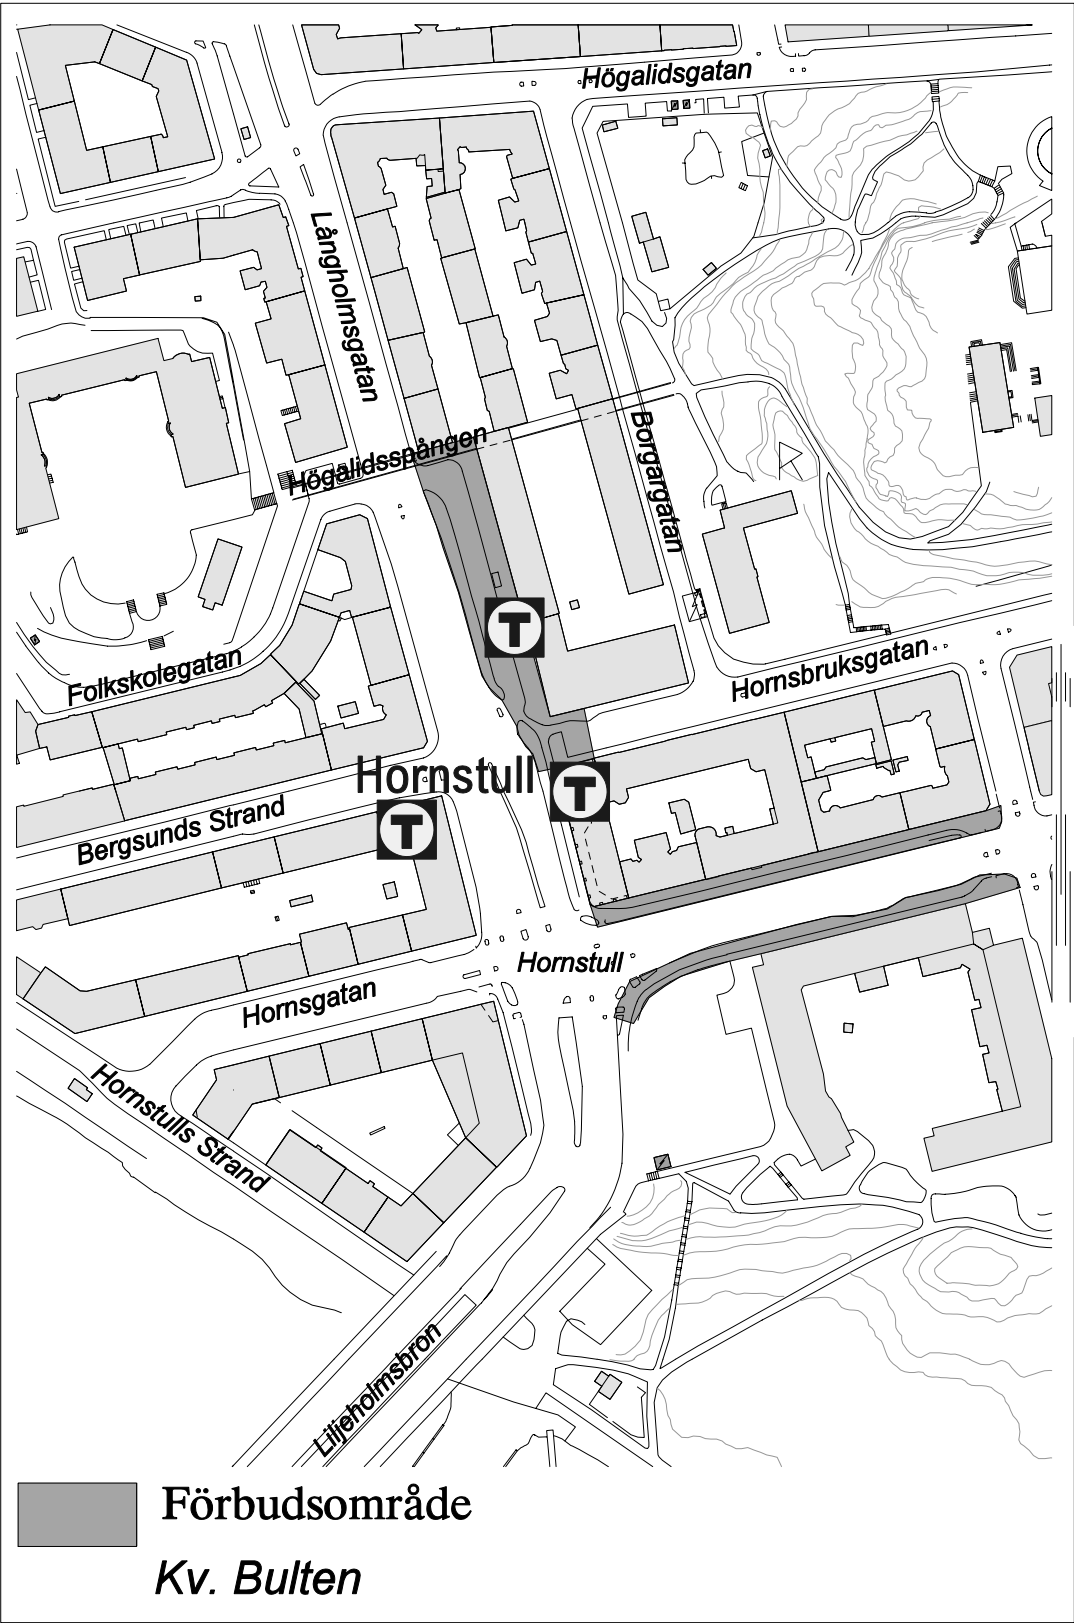 Högalidsgatan
Långholmsgatan
Högalidsspången
Borgargatan
T
Folkskolegatan
Hornsbruksgatan
Hornstull
T
T
Bergsunds Strand
Hornstull
Hornsgatan
Hornstulls Strand
Liljeholmsbron
Förbudsområde
Kv. Bulten